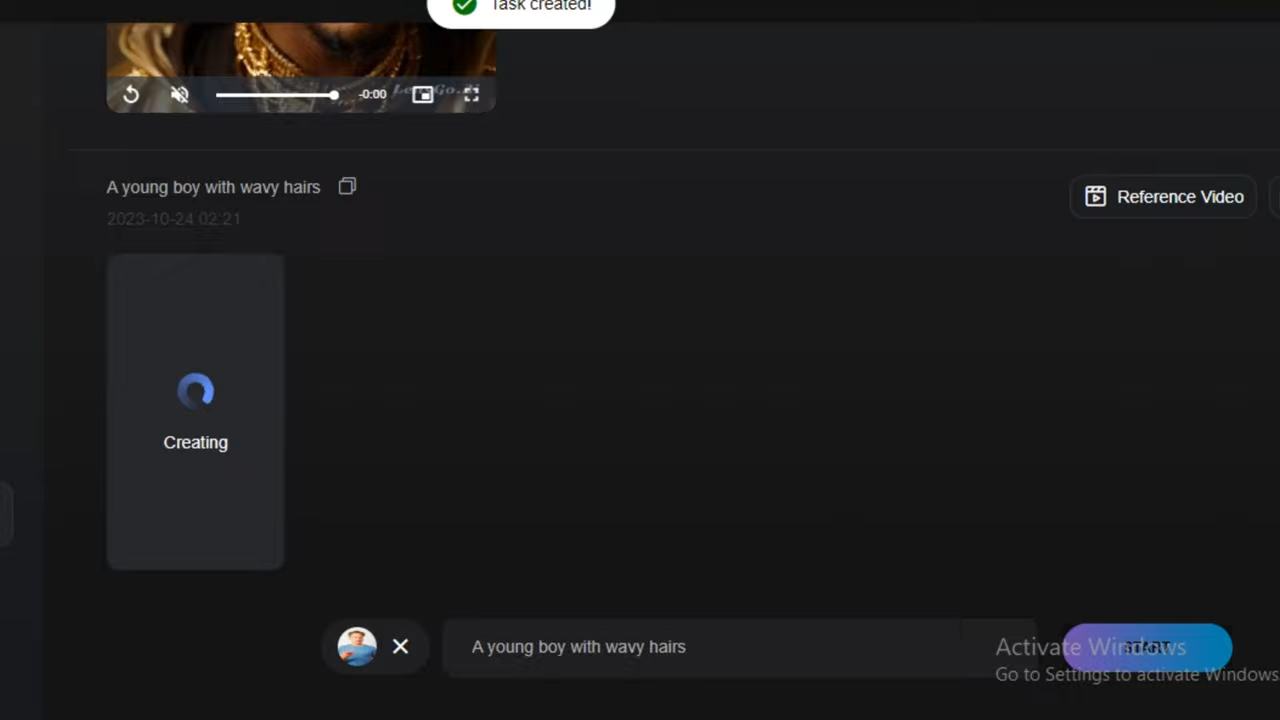 Task created!
-0:00
A young boy with wavy hairs
2023-10-24 02:21
Reference Video
Creating
A young boy with wavy hairs
START
Activate Windows
Go to Settings to activate Windows